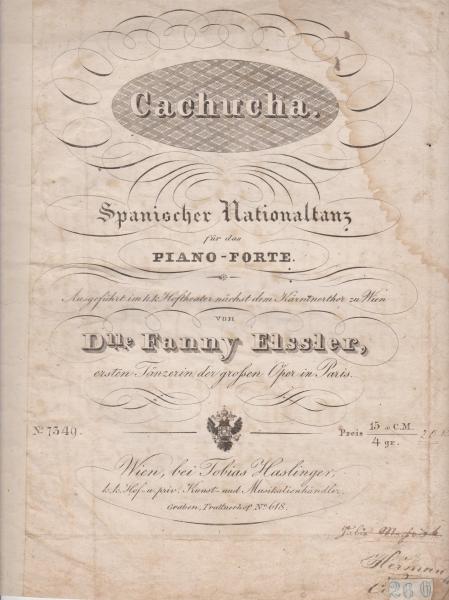 Cachucha.
Spanischer Nationaltanz
für das
PIANO-FORTE.
Ausgeführt im k.k. Hoftheater nächst dem Kärnthnerthor zu Wien
von
Dlle Fanny Elssler,
ersten Tänzerin der großen Oper in Paris.
No. 7349.
Preis 15 x C.M.
4 gr.
Wien, bei Tobias Haslinger,
k.k. Hof- u. priv. Kunst- und Musikalienhändler,
Graben, Trattnerhof No. 618.
Herman
260